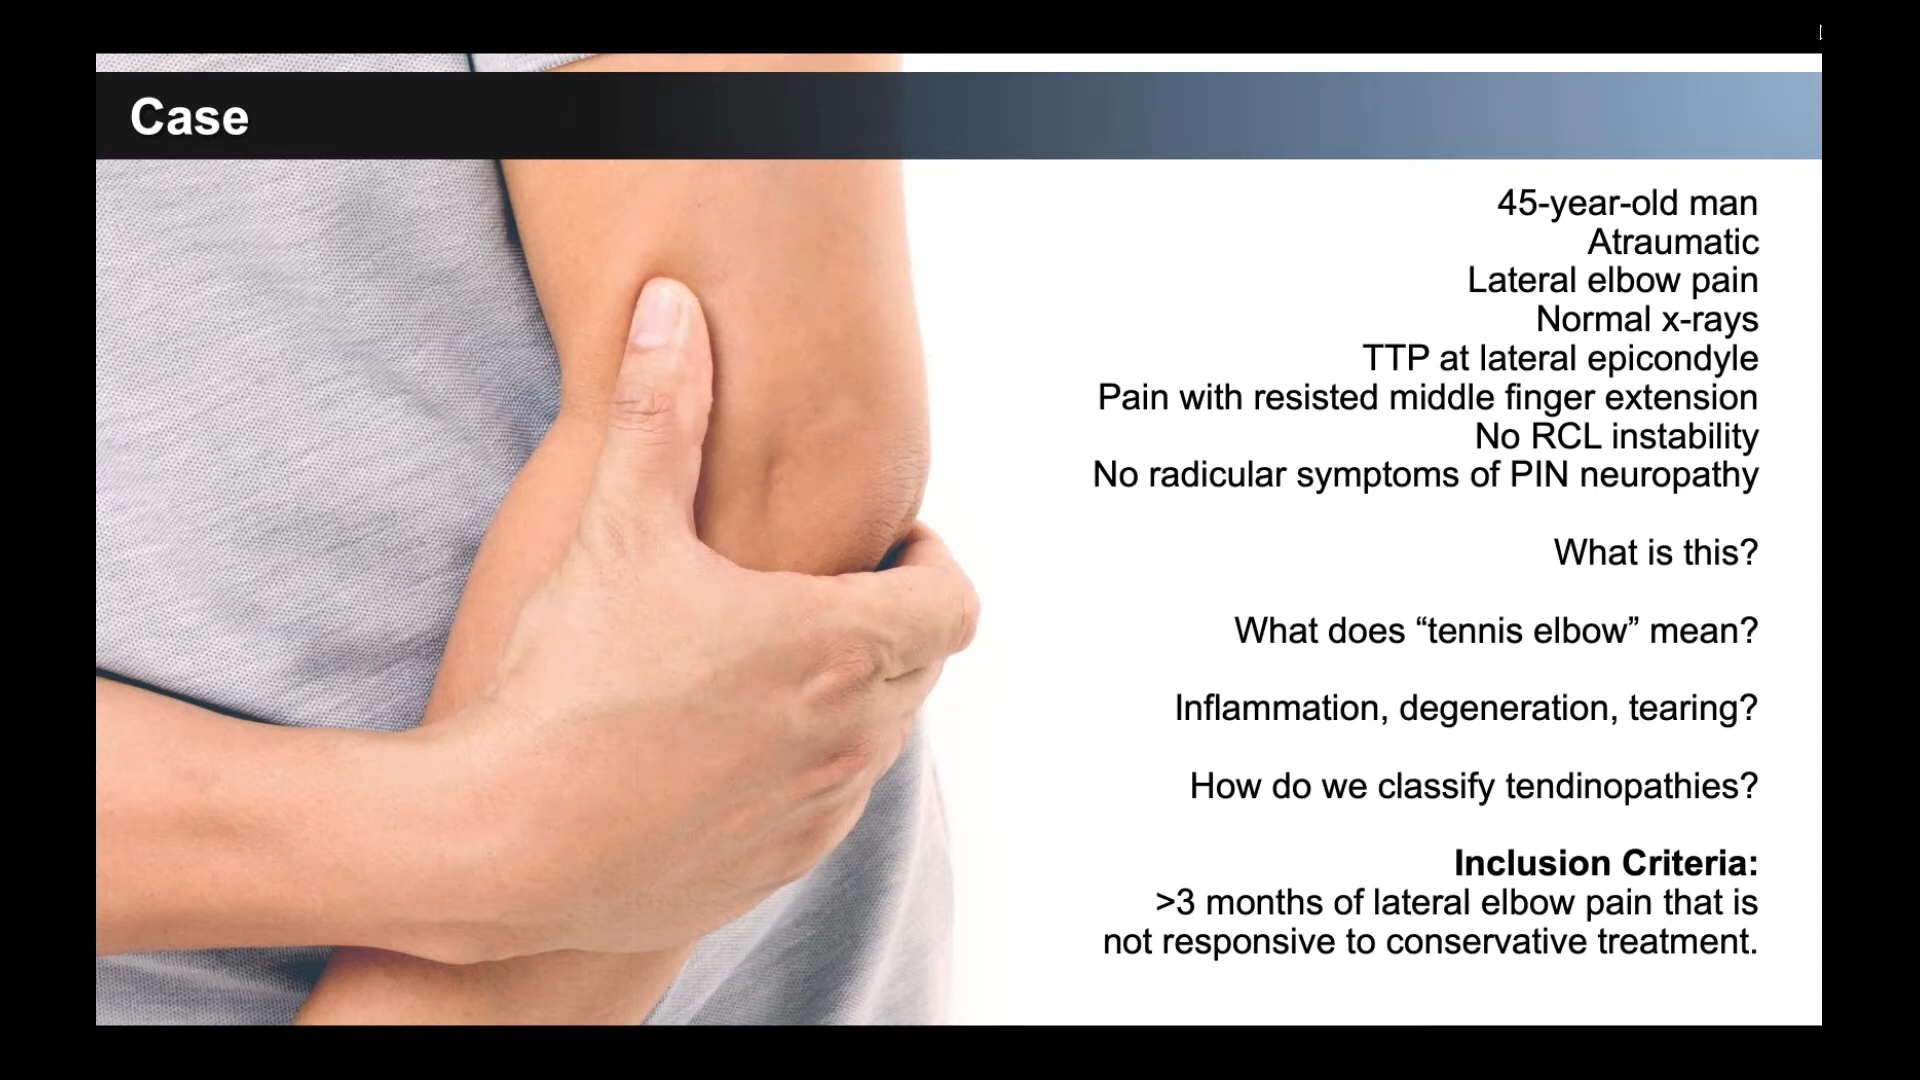 Case
45-year-old man
Atraumatic
Lateral elbow pain
Normal x-rays
TTP at lateral epicondyle
Pain with resisted middle finger extension
No RCL instability
No radicular symptoms of PIN neuropathy
What is this?
What does “tennis elbow” mean?
Inflammation, degeneration, tearing?
How do we classify tendinopathies?
Inclusion Criteria:
>3 months of lateral elbow pain that is
not responsive to conservative treatment.